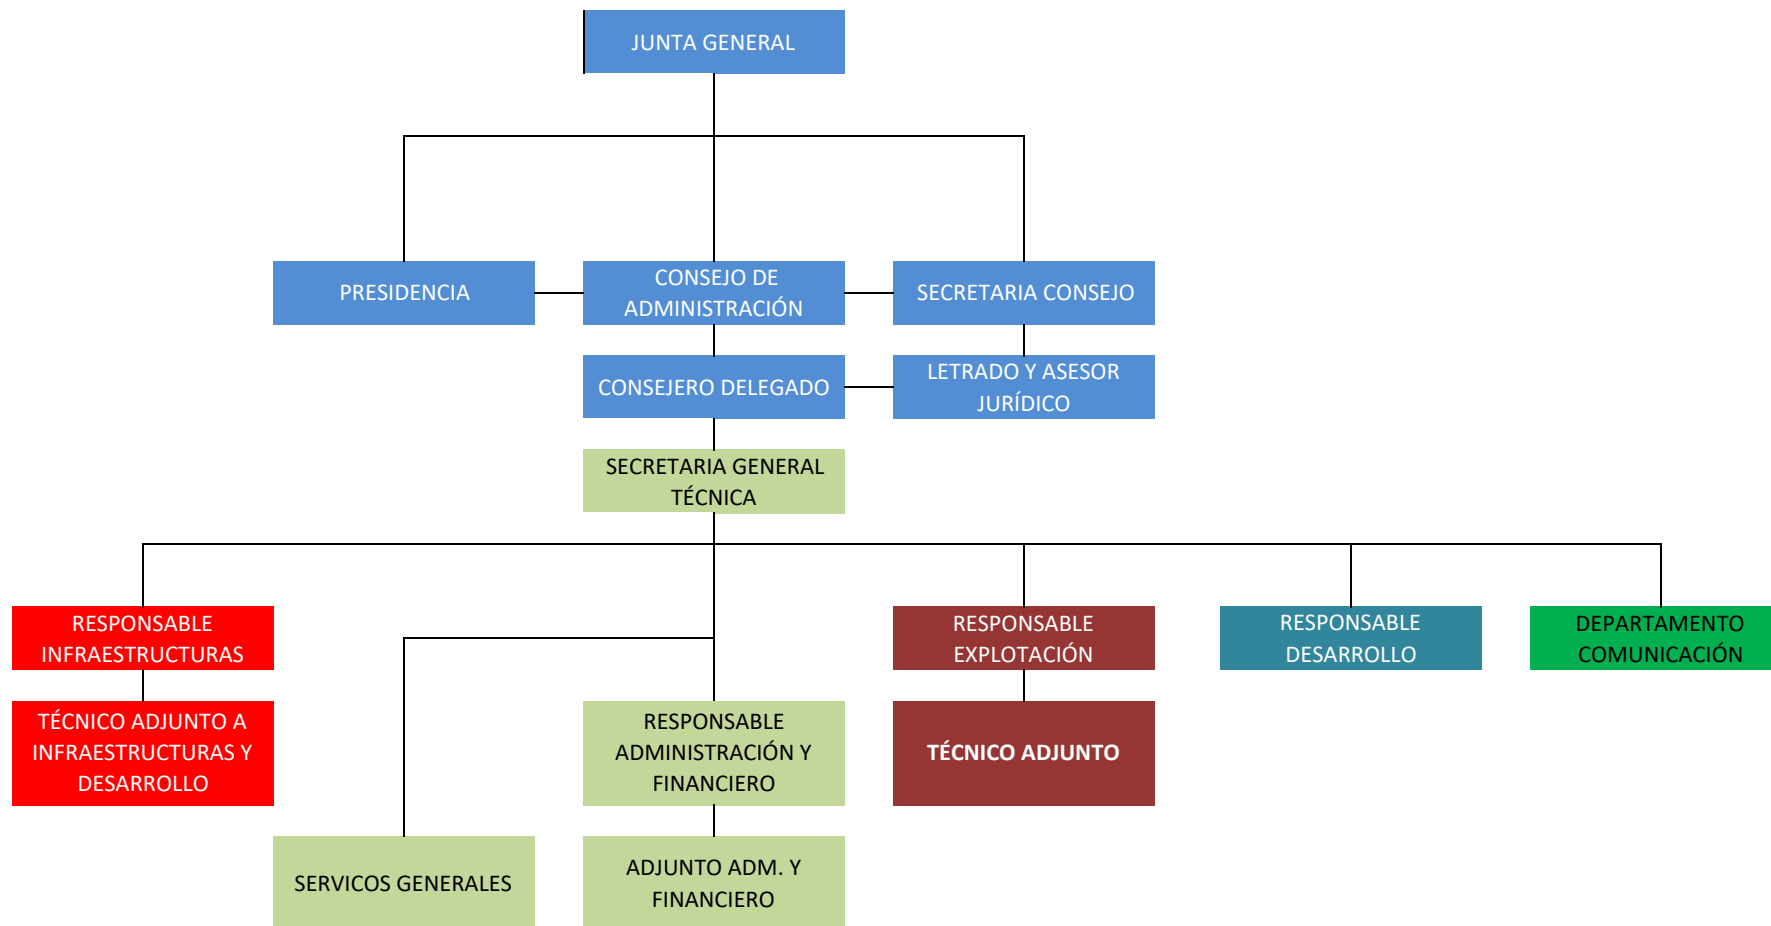 JUNTA GENERAL
PRESIDENCIA
CONSEJO DE
ADMINISTRACIÓN
SECRETARIA CONSEJO
CONSEJERO DELEGADO
LETRADO Y ASESOR
JURÍDICO
SECRETARIA GENERAL
TÉCNICA
RESPONSABLE
INFRAESTRUCTURAS
RESPONSABLE
EXPLOTACIÓN
RESPONSABLE
DESARROLLO
DEPARTAMENTO
COMUNICACIÓN
TÉCNICO ADJUNTO A
INFRAESTRUCTURAS Y
DESARROLLO
RESPONSABLE
ADMINISTRACIÓN Y
FINANCIERO
TÉCNICO ADJUNTO
SERVICOS GENERALES
ADJUNTO ADM. Y
FINANCIERO